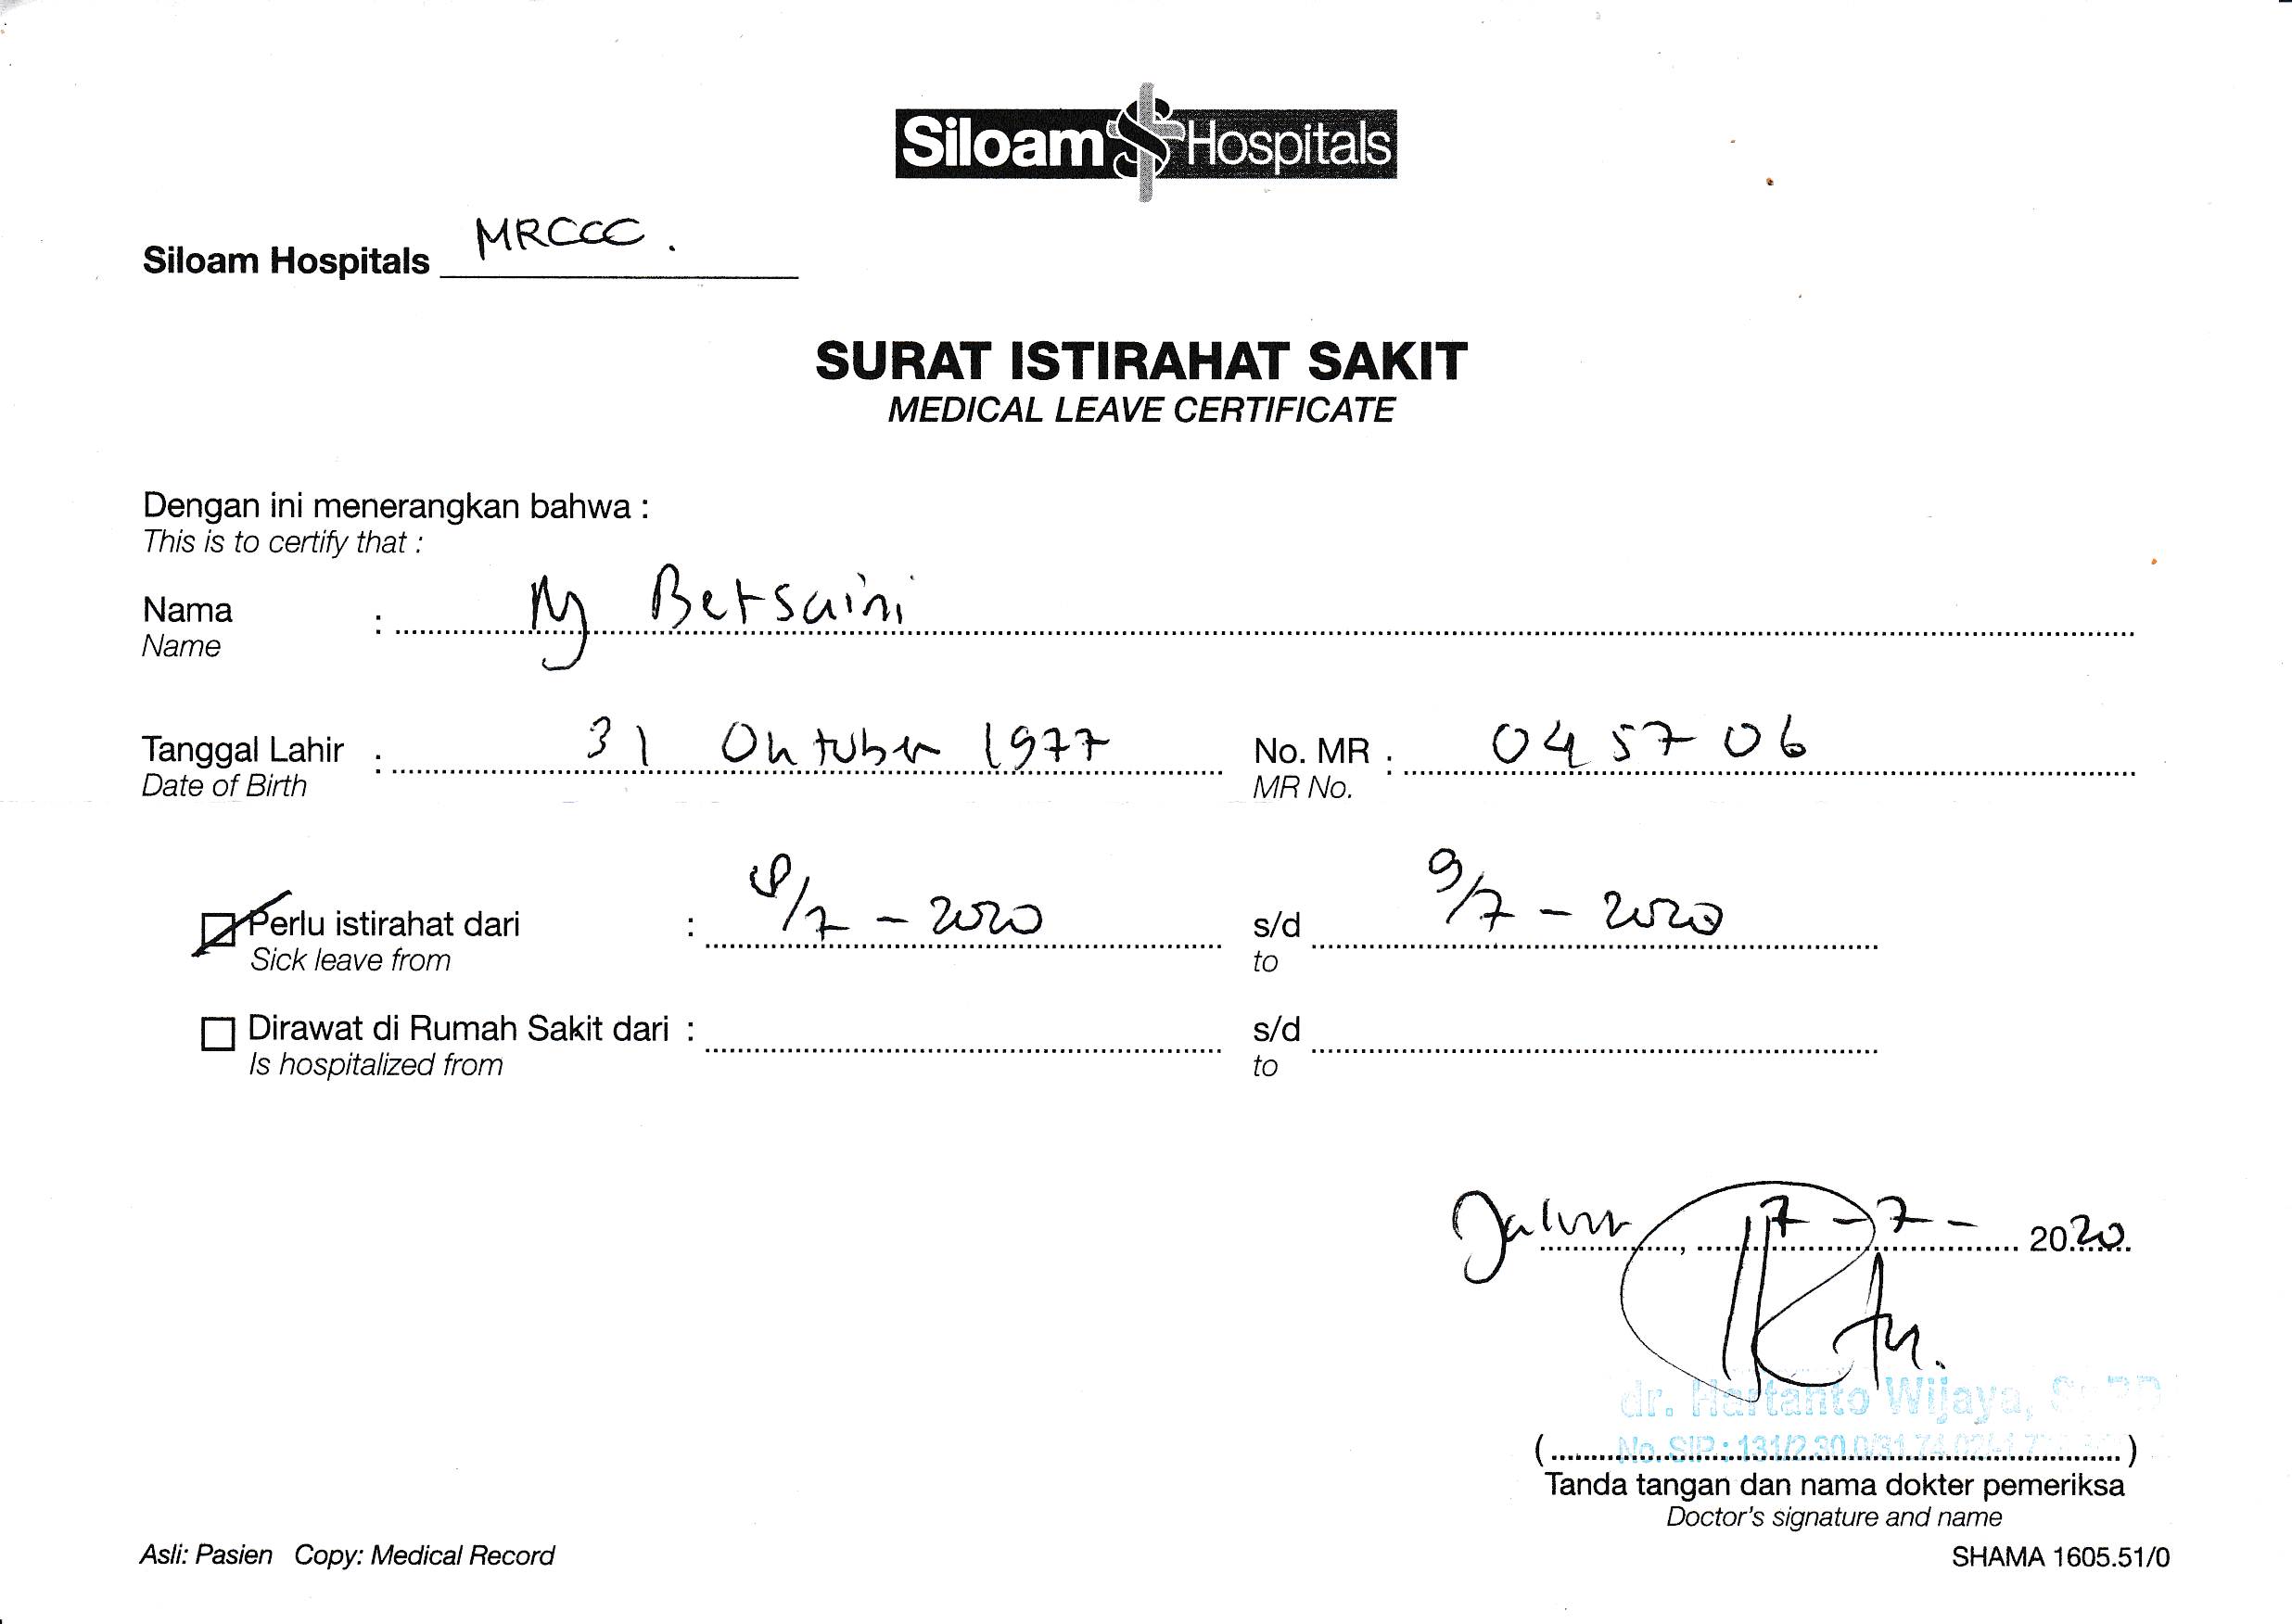 Siloam Hospitals
Siloam Hospitals MRCCC.
SURAT ISTIRAHAT SAKIT
MEDICAL LEAVE CERTIFICATE
Dengan ini menerangkan bahwa :
This is to certify that :
Nama : Ny Betsaini
Name
Tanggal Lahir : 31 Oktober 1977 No. MR : 045706
Date of Birth MR No.
Perlu istirahat dari : 8/7 - 2020 s/d 9/7 - 2020
Sick leave from to
Dirawat di Rumah Sakit dari : s/d
Is hospitalized from to
, 7 - 7 - 2020
dr. Hartanto Wijaya,
No. SIP : 131/2.30.0/31.74.02/-1.7
Tanda tangan dan nama dokter pemeriksa
Doctor's signature and name
Asli: Pasien Copy: Medical Record SHAMA 1605.51/0